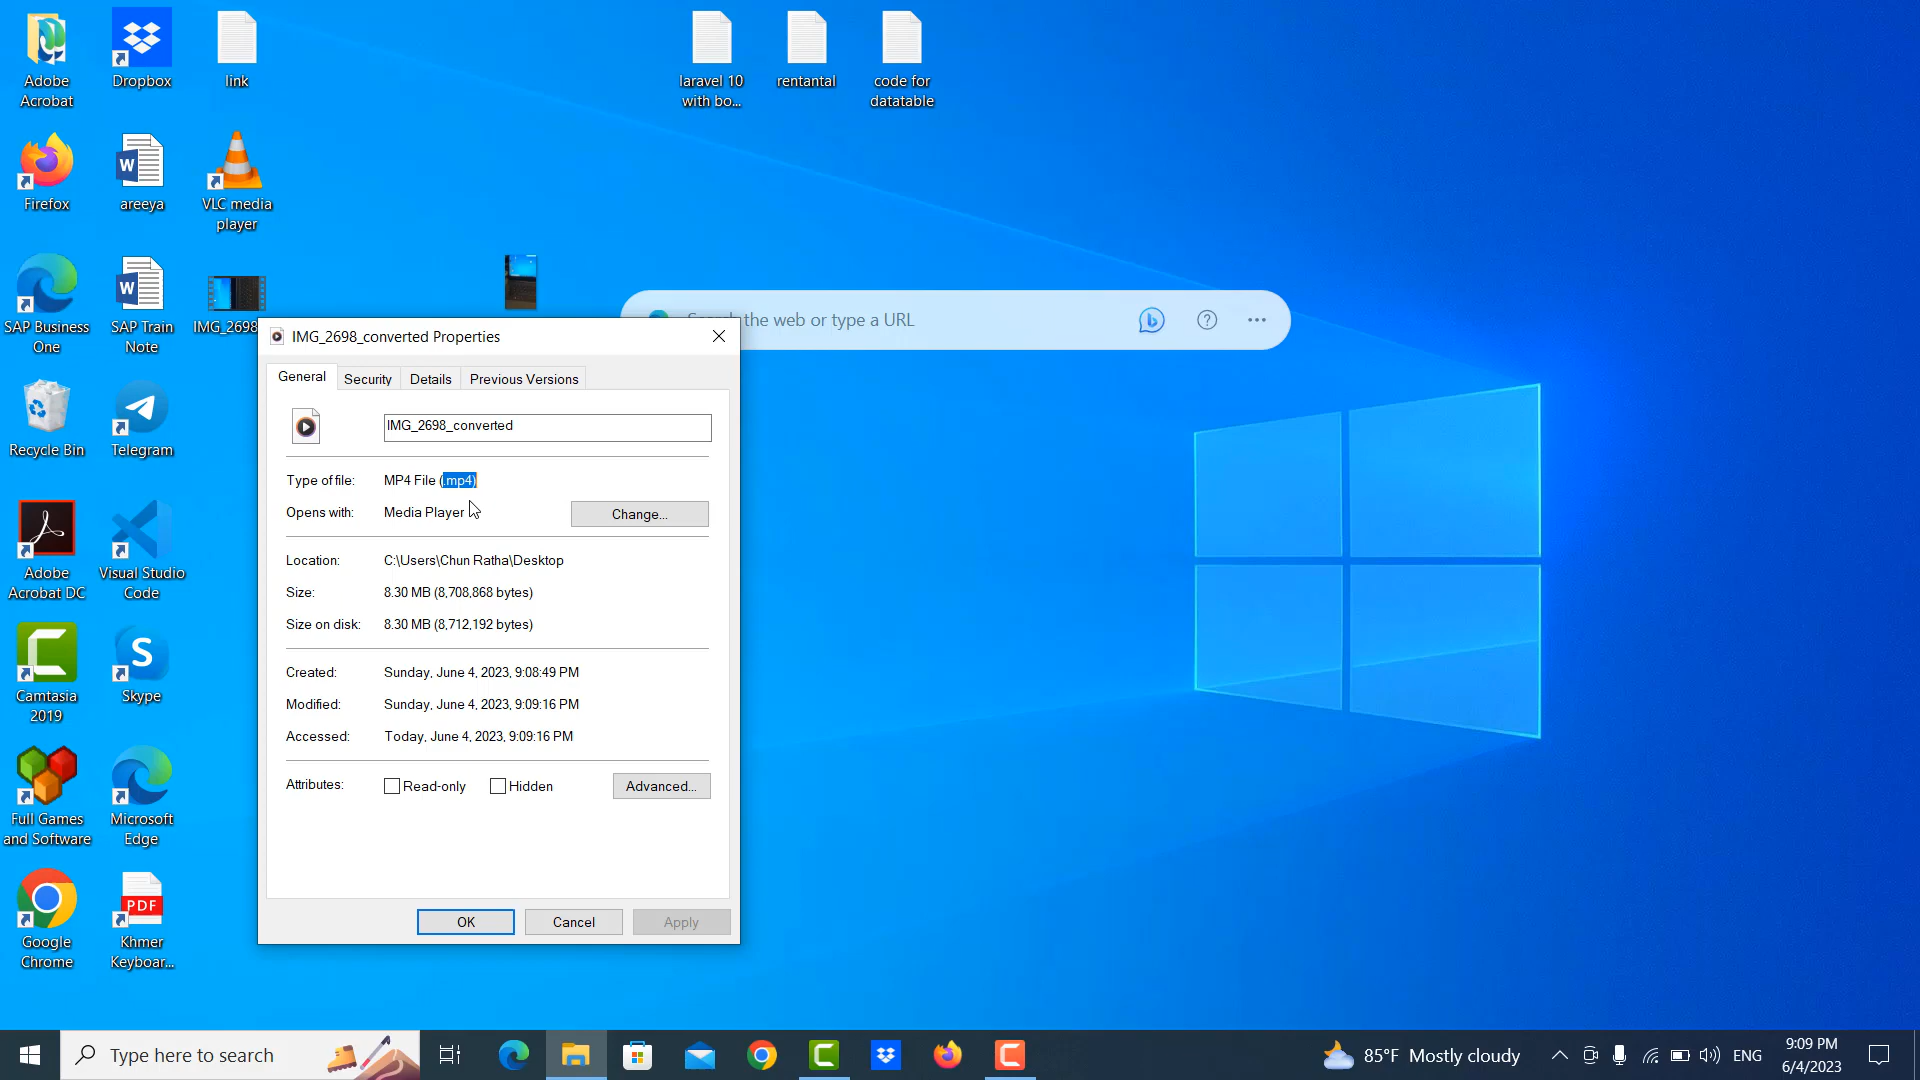 Adobe
Acrobat
Dropbox
link
laravel 10
with bo...
rentantal
code for
datatable
Firefox
areeya
VLC media
player
SAP Business
One
SAP Train
Note
IMG_2698
Search the web or type a URL
IMG_2698_converted Properties
General
Security
Details
Previous Versions
IMG_2698_converted
Type of file:
MP4 File (.mp4)
Opens with:
Media Player
Change...
Location:
C:\Users\Chun Ratha\Desktop
Size:
8.30 MB (8,708,868 bytes)
Size on disk:
8.30 MB (8,712,192 bytes)
Created:
Sunday, June 4, 2023, 9:08:49 PM
Modified:
Sunday, June 4, 2023, 9:09:16 PM
Accessed:
Today, June 4, 2023, 9:09:16 PM
Attributes:
Read-only
Hidden
Advanced...
OK
Cancel
Apply
Recycle Bin
Telegram
Adobe
Acrobat DC
Visual Studio
Code
Camtasia
2019
Skype
Full Games
and Software
Microsoft
Edge
Google
Chrome
PDF
Khmer
Keyboar...
Type here to search
85°F Mostly cloudy
ENG
9:09 PM
6/4/2023